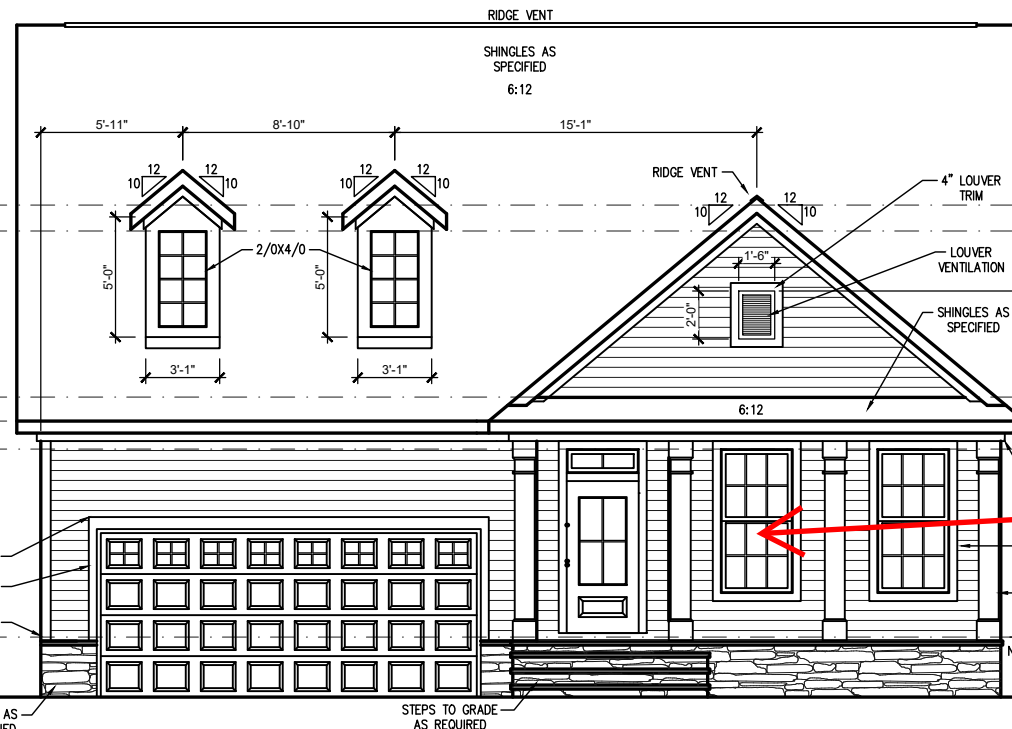 RIDGE VENT
SHINGLES AS
SPECIFIED
6:12
5'-11"
8'-10"
15'-1"
12
12
10
10
12
12
10
10
RIDGE VENT
12
12
10
10
4" LOUVER
TRIM
2/0X4/0
5'-0"
5'-0"
1'-6"
LOUVER
VENTILATION
2'-0"
SHINGLES AS
SPECIFIED
3'-1"
3'-1"
6:12
N
AS
STEPS TO GRADE
AS REQUIRED